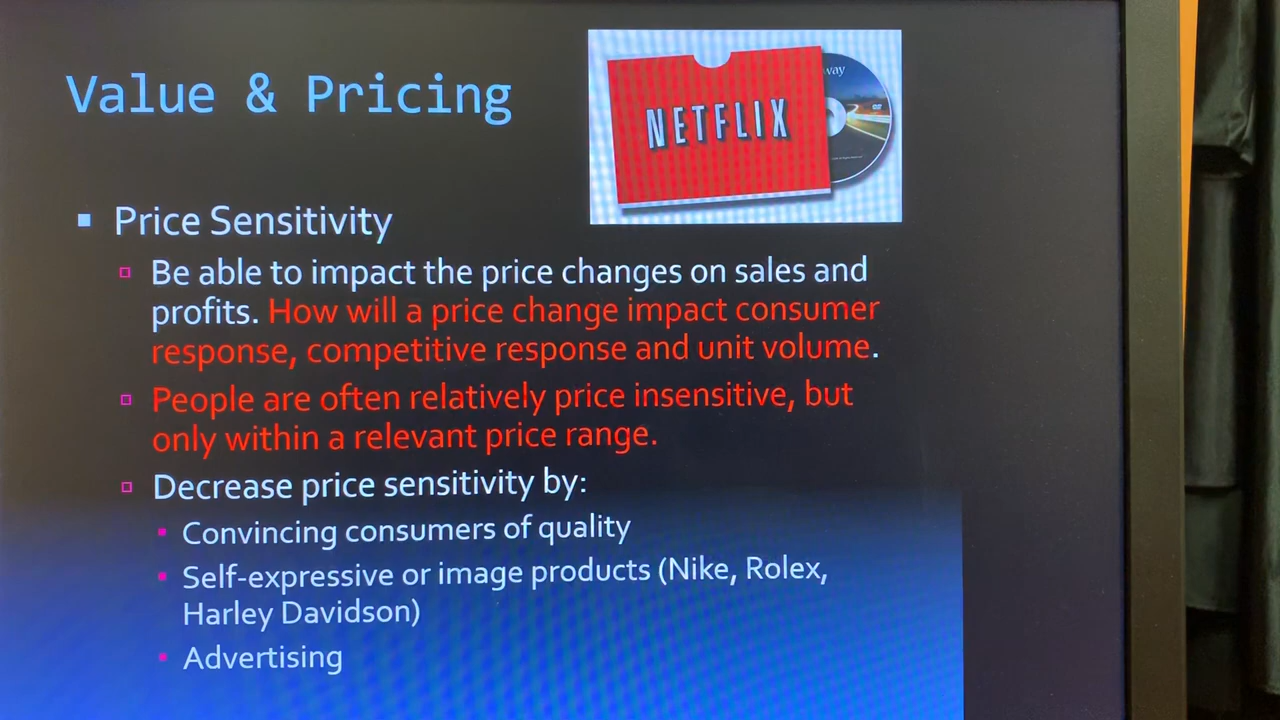 Value & Pricing
NETFLIX
way
Price Sensitivity
Be able to impact the price changes on sales and
profits. How will a price change impact consumer
response, competitive response and unit volume.
People are often relatively price insensitive, but
only within a relevant price range.
Decrease price sensitivity by:
Convincing consumers of quality
Self-expressive or image products (Nike, Rolex,
Harley Davidson)
Advertising